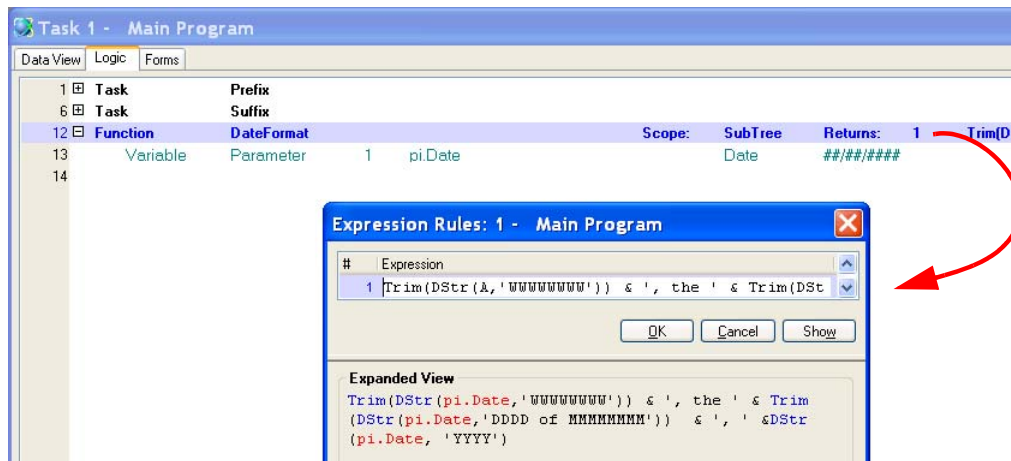 Task 1 - Main Program
Data View Logic Forms
1 Task Prefix
6 Task Suffix
12 Function DateFormat Scope: SubTree Returns: 1 Trim(D
13 Variable Parameter 1 pi.Date Date ##/##/####
14
Expression Rules: 1 - Main Program
# Expression
1 Trim(DStr(A,'WWWWWWWW')) & ', the ' & Trim(DSt
OK Cancel Show
Expanded View
Trim(DStr(pi.Date,'WWWWWWWW')) & ', the ' & Trim
(DStr(pi.Date,'DDDD of MMMMMMMM')) & ', ' &DStr
(pi.Date, 'YYYY')